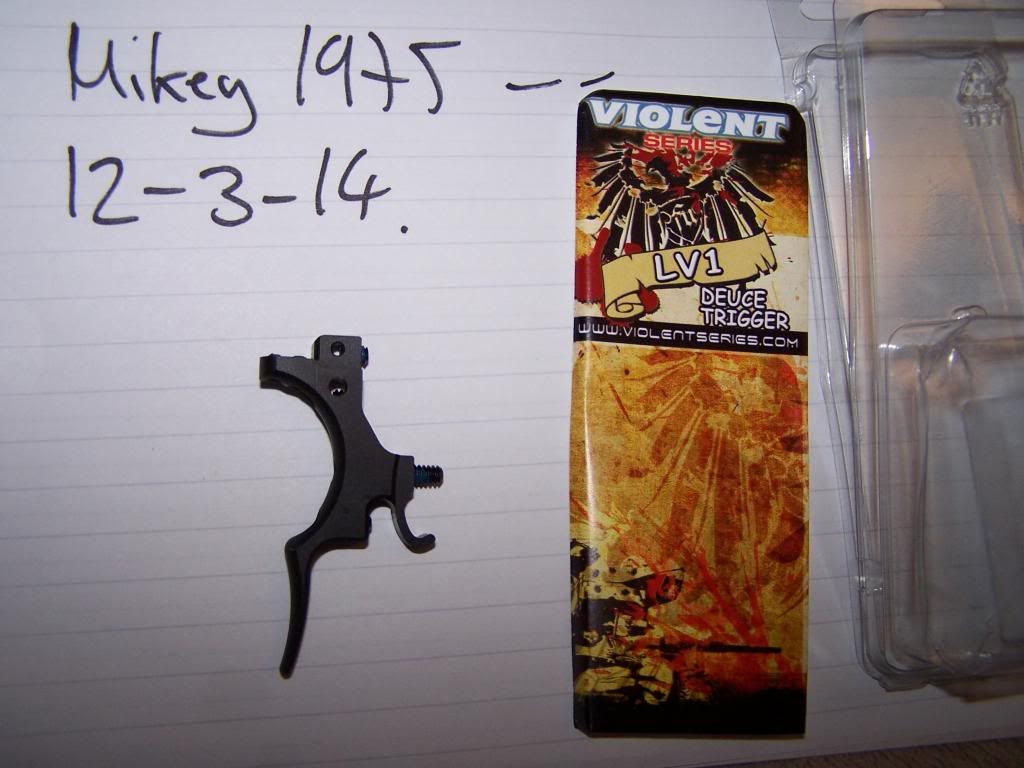 Mikey 1975 --
12-3-14.
VIOLENT
SERIES
LV1
DEUCE
TRIGGER
WWW.VIOLENTSERIES.COM